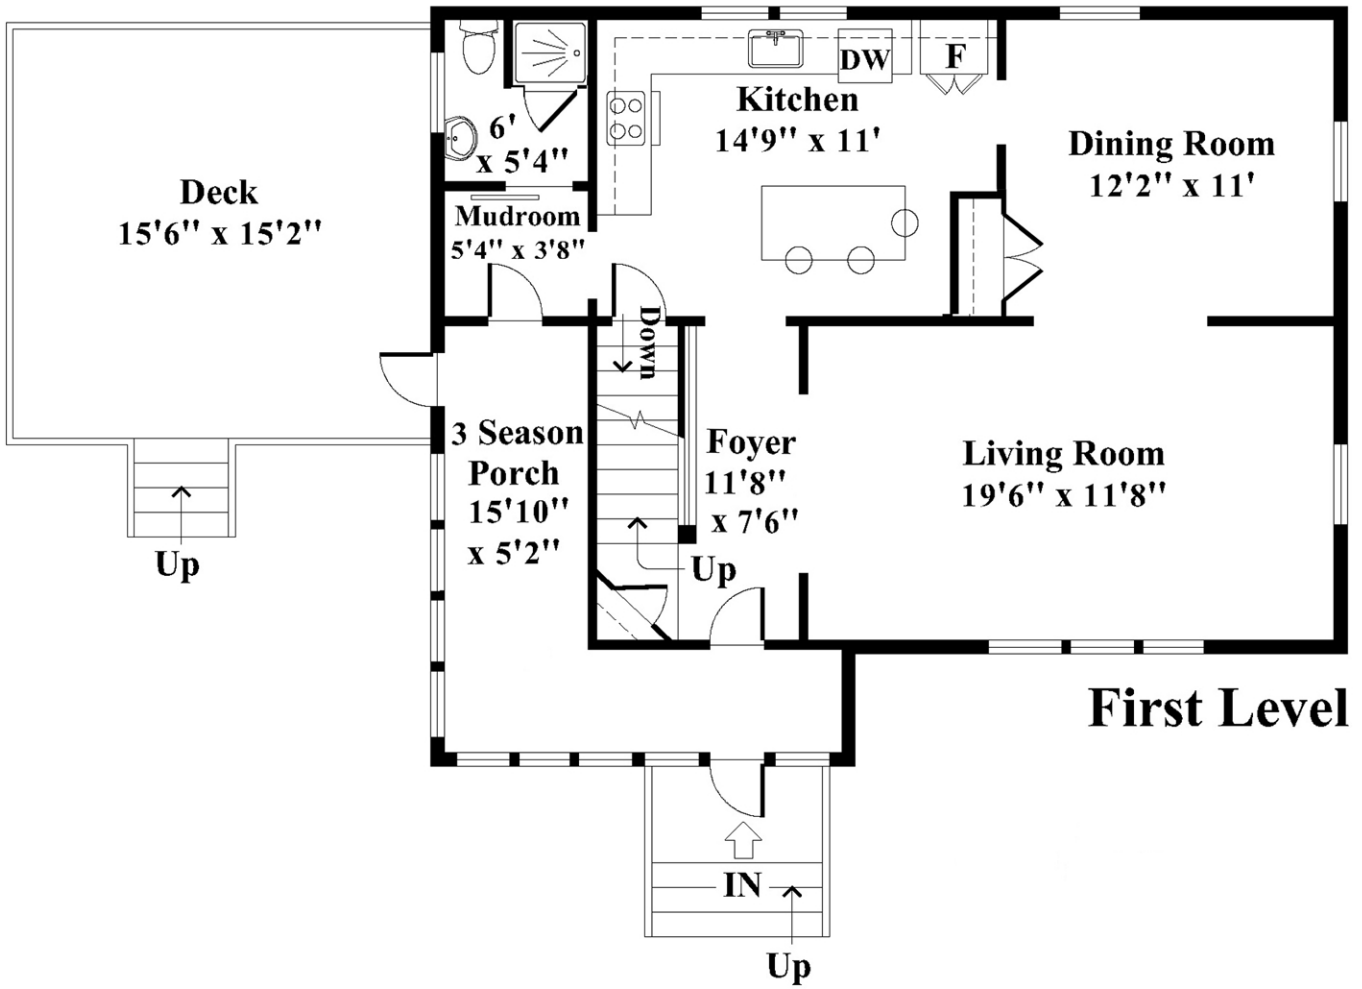 DW
F
Kitchen
14'9" x 11'
6'
x 5'4"
Dining Room
12'2" x 11'
Deck
15'6" x 15'2"
Mudroom
5'4" x 3'8"
Down
3 Season
Porch
15'10"
x 5'2"
Foyer
11'8"
x 7'6"
Living Room
19'6" x 11'8"
Up
Up
First Level
IN
Up